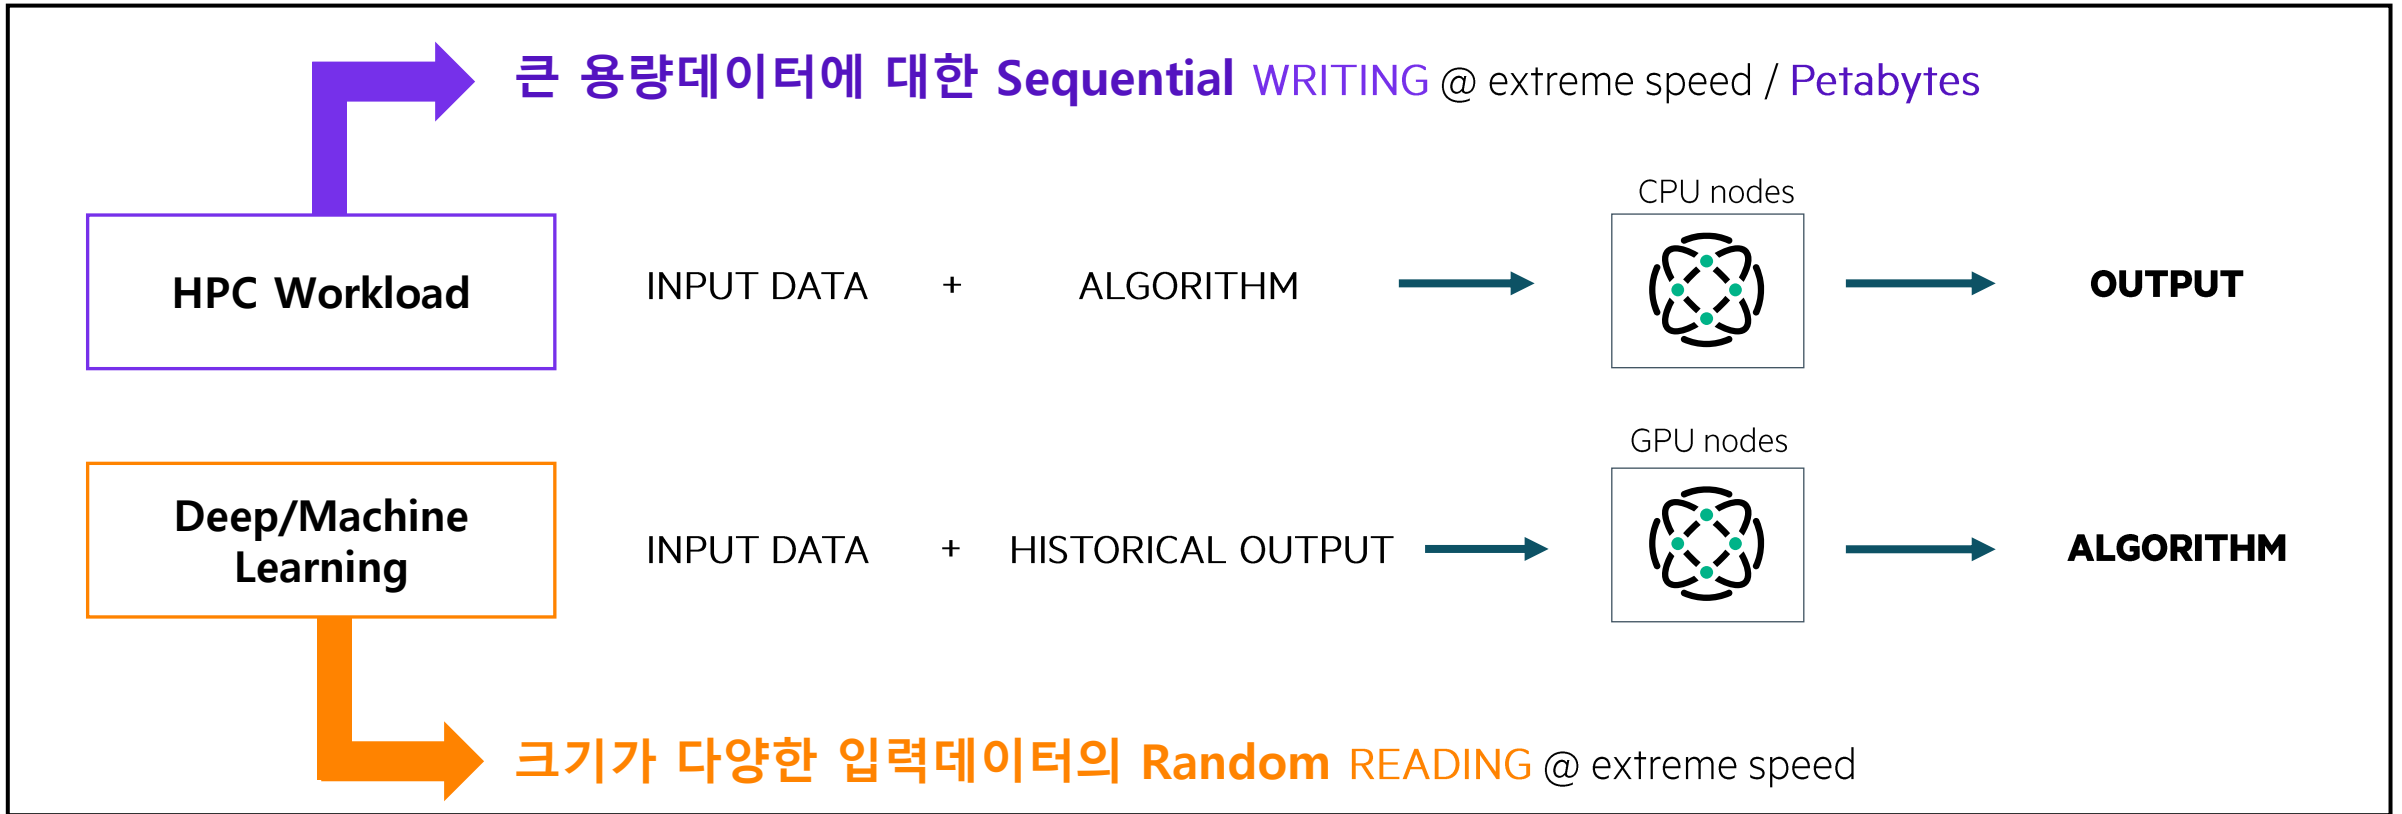 큰 용량데이터에 대한 Sequential WRITING @ extreme speed / Petabytes
CPU nodes
HPC Workload
INPUT DATA + ALGORITHM
OUTPUT
GPU nodes
Deep/Machine
Learning
INPUT DATA + HISTORICAL OUTPUT
ALGORITHM
크기가 다양한 입력데이터의 Random READING @ extreme speed